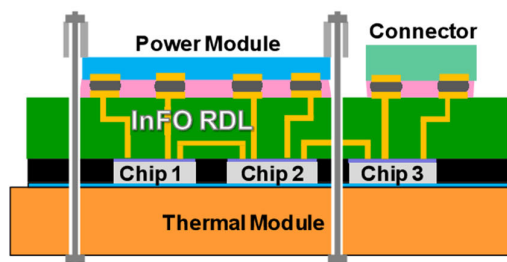 Power Module
Connector
InFO RDL
Chip 1
Chip 2
Chip 3
Thermal Module